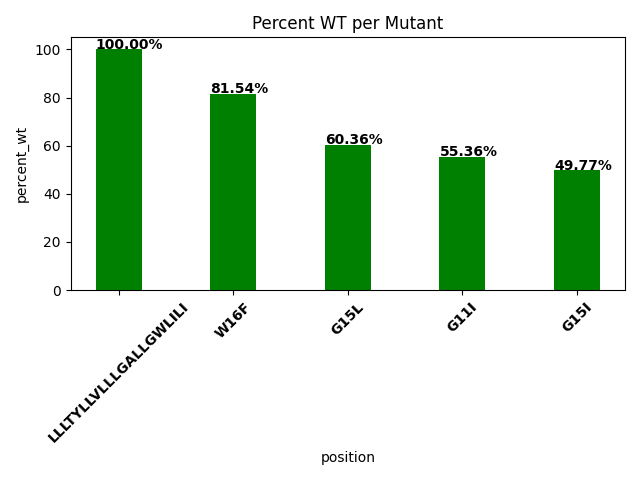 Percent WT per Mutant
percent_wt
100
80
60
40
20
0
100.00%
81.54%
60.36%
55.36%
49.77%
LLLTYLLVLLLGALLGWLILI
W16F
G15L
G11I
G15I
position